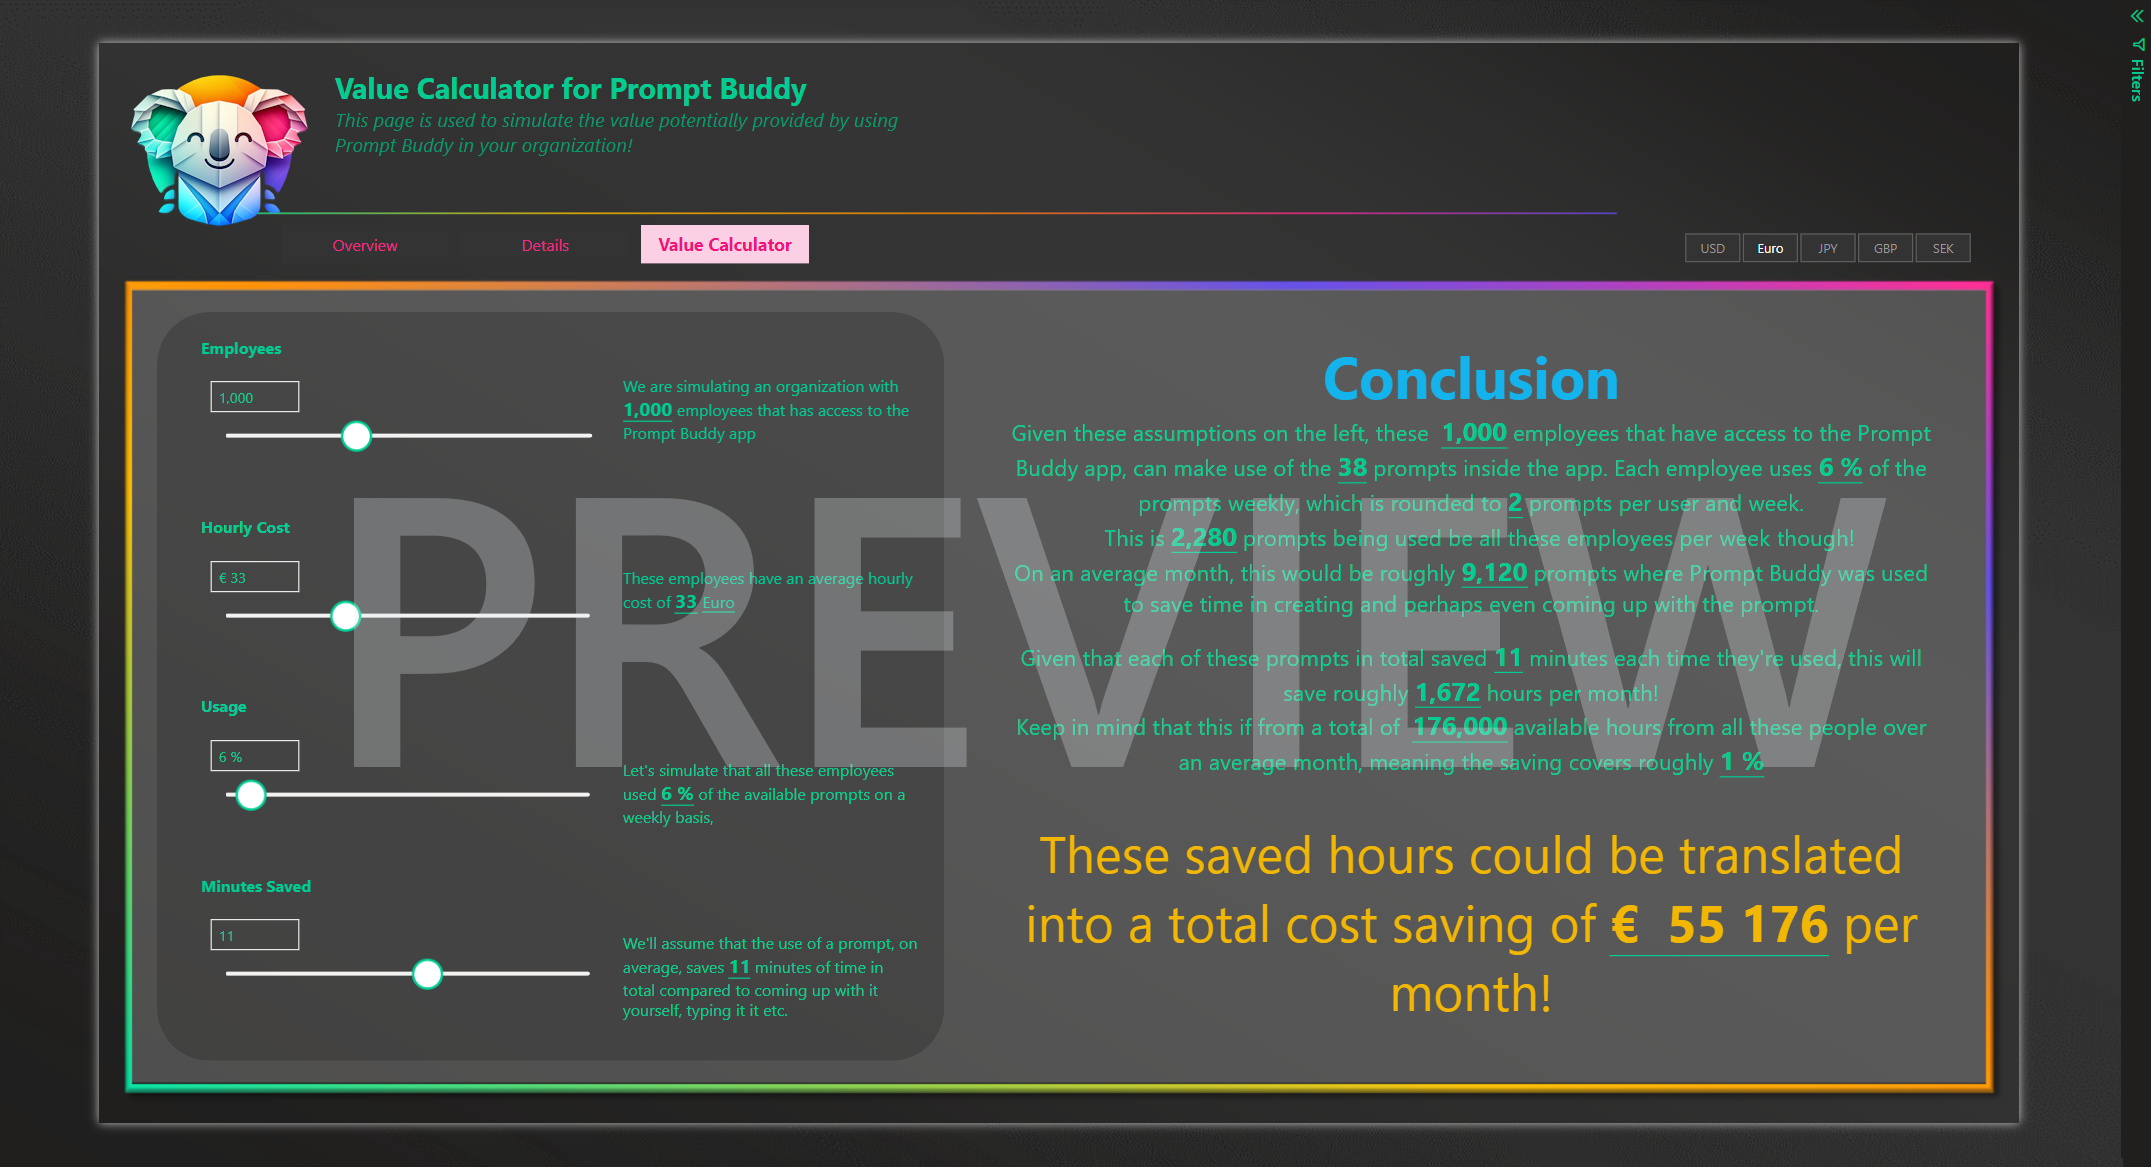 Value Calculator for Prompt Buddy
This page is used to simulate the value potentially provided by using
Prompt Buddy in your organization!
Filters
Overview
Details
Value Calculator
USD
Euro
JPY
GBP
SEK
Employees
1,000
We are simulating an organization with
1,000 employees that has access to the
Prompt Buddy app
Hourly Cost
€ 33
These employees have an average hourly
cost of 33 Euro
Usage
6 %
Let's simulate that all these employees
used 6 % of the available prompts on a
weekly basis,
Minutes Saved
11
We'll assume that the use of a prompt, on
average, saves 11 minutes of time in
total compared to coming up with it
yourself, typing it it etc.
Conclusion
Given these assumptions on the left, these 1,000 employees that have access to the Prompt
Buddy app, can make use of the 38 prompts inside the app. Each employee uses 6 % of the
prompts weekly, which is rounded to 2 prompts per user and week.
This is 2,280 prompts being used be all these employees per week though!
On an average month, this would be roughly 9,120 prompts where Prompt Buddy was used
to save time in creating and perhaps even coming up with the prompt.
Given that each of these prompts in total saved 11 minutes each time they're used, this will
save roughly 1,672 hours per month!
Keep in mind that this if from a total of 176,000 available hours from all these people over
an average month, meaning the saving covers roughly 1 %
These saved hours could be translated
into a total cost saving of € 55 176 per
month!
PREVIEW